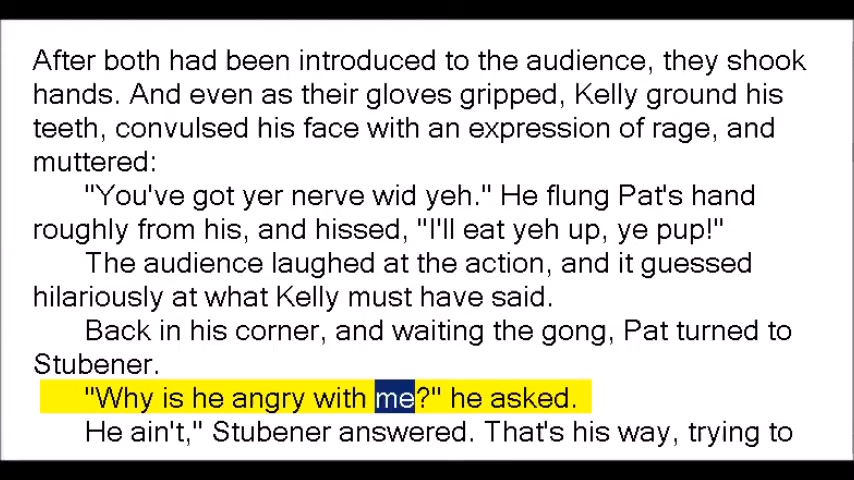 After both had been introduced to the audience, they shook
hands. And even as their gloves gripped, Kelly ground his
teeth, convulsed his face with an expression of rage, and
muttered:
"You've got yer nerve wid yeh." He flung Pat's hand
roughly from his, and hissed, "I'll eat yeh up, ye pup!"
The audience laughed at the action, and it guessed
hilariously at what Kelly must have said.
Back in his corner, and waiting the gong, Pat turned to
Stubener.
"Why is he angry with me?" he asked.
He ain't," Stubener answered. That's his way, trying to